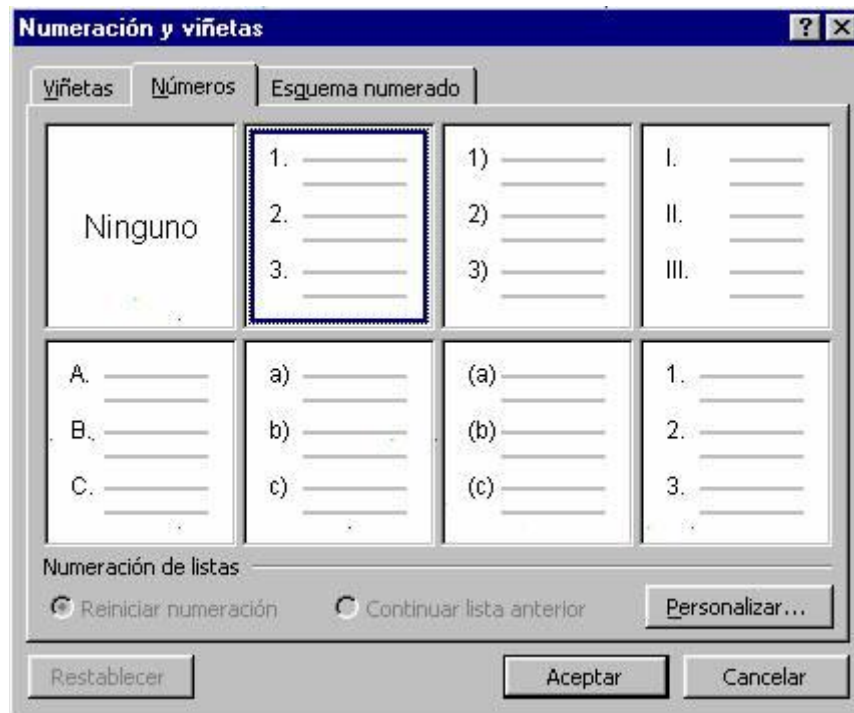 Numeración y viñetas
Viñetas Números Esquema numerado
Ninguno
1.
2.
3.
1)
2)
3)
I.
II.
III.
A.
B.
C.
a)
b)
c)
(a)
(b)
(c)
1.
2.
3.
Numeración de listas
Reiniciar numeración Continuar lista anterior Personalizar...
Restablecer Aceptar Cancelar